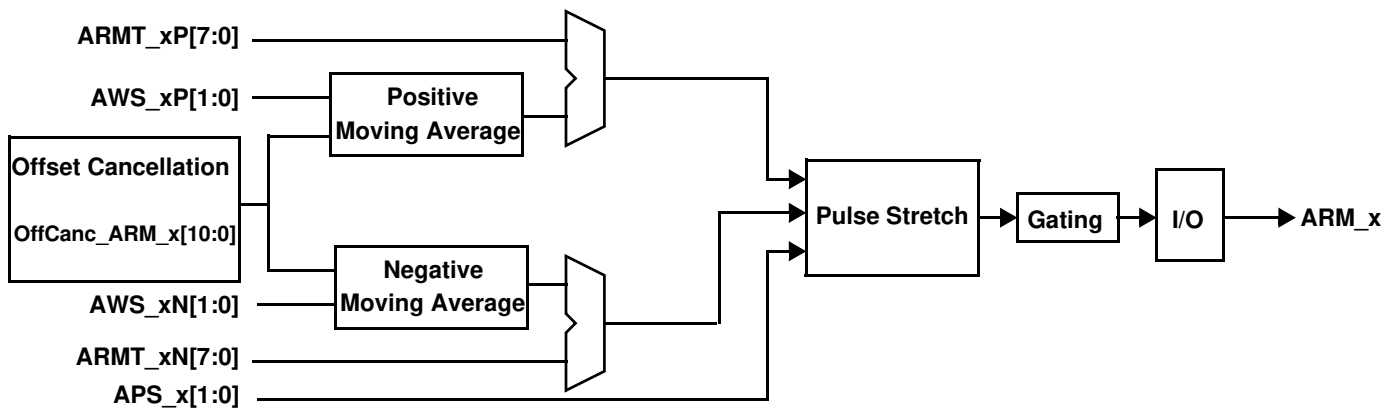 ARMT_xP[7:0]
AWS_xP[1:0]
Positive
Moving Average
Offset Cancellation
OffCanc_ARM_x[10:0]
Pulse Stretch
Gating
I/O
ARM_x
Negative
Moving Average
AWS_xN[1:0]
ARMT_xN[7:0]
APS_x[1:0]